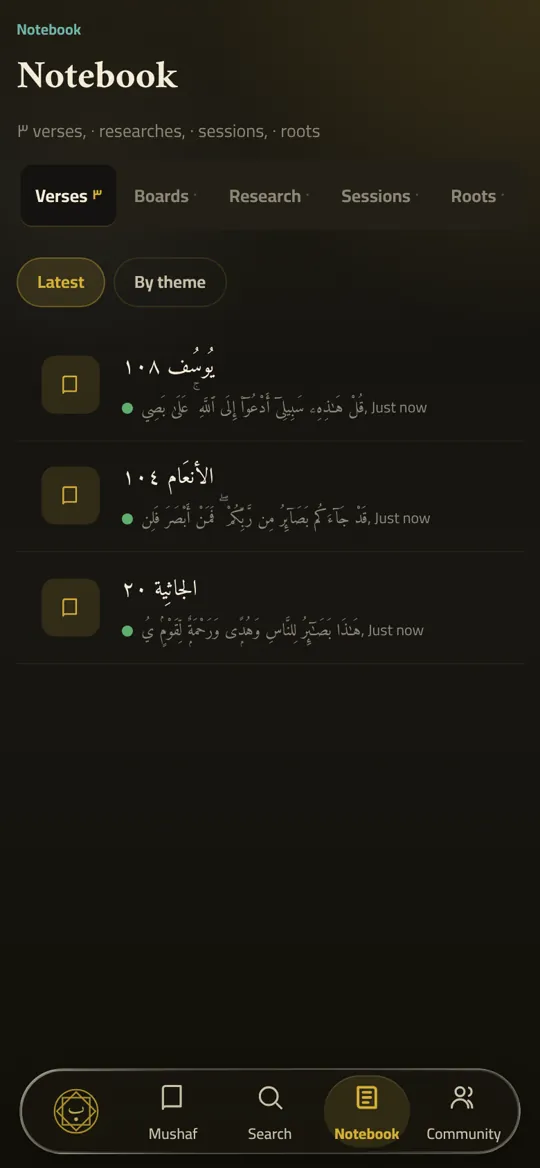 Notebook
Notebook
٣ verses, · researches, · sessions, · roots
Verses ٣ Boards · Research · Sessions · Roots ·
Latest By theme
يُوسُف ١٠٨
قُلْ هَـٰذِهِۦ سَبِيلِىٓ أَدْعُوٓا۟ إِلَى ٱللَّهِ ۚ عَلَىٰ بَصِي, Just now
الأنعَام ١٠٤
قَدْ جَآءَكُم بَصَآئِرُ مِن رَّبِّكُمْ ۖ فَمَنْ أَبْصَرَ فَلِن, Just now
الجاثِية ٢٠
هَـٰذَا بَصَـٰٓئِرُ لِلنَّاسِ وَهُدًى وَرَحْمَةٌ لِّقَوْمٍ يُ, Just now
ب Mushaf Search Notebook Community